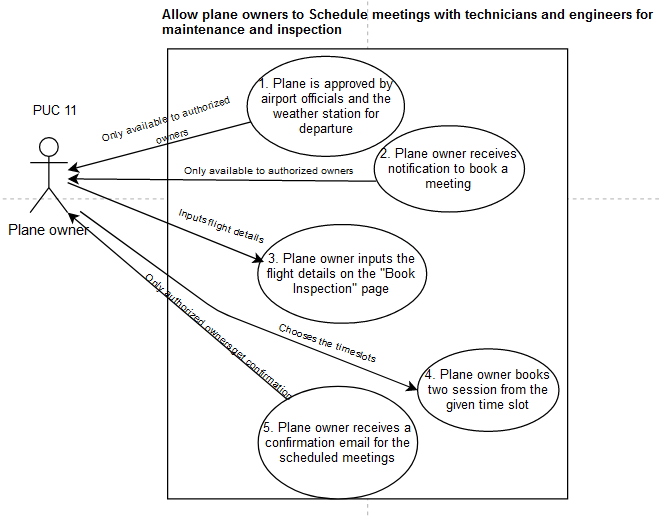 Allow plane owners to Schedule meetings with technicians and engineers for
maintenance and inspection
PUC 11
Plane owner
1. Plane is approved by
airport officials and the
weather station for
departure
Only available to authorized
owners
2. Plane owner receives
notification to book a
meeting
Only available to authorized owners
Inputs flight details
3. Plane owner inputs the
flight details on the "Book
Inspection" page
Only authorized owners get confirmation
Chooses the timeslots
4. Plane owner books
two session from the
given time slot
5. Plane owner receives a
confirmation email for the
scheduled meetings